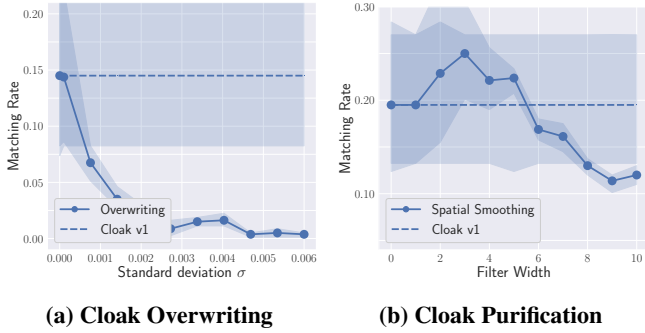 0.20
0.15
0.10
0.05
0.00
Matching Rate
Overwriting
Cloak v1
0.000 0.001 0.002 0.003 0.004 0.005 0.006
Standard deviation σ
(a) Cloak Overwriting
0.30
0.20
0.10
Matching Rate
Spatial Smoothing
Cloak v1
0 2 4 6 8 10
Filter Width
(b) Cloak Purification